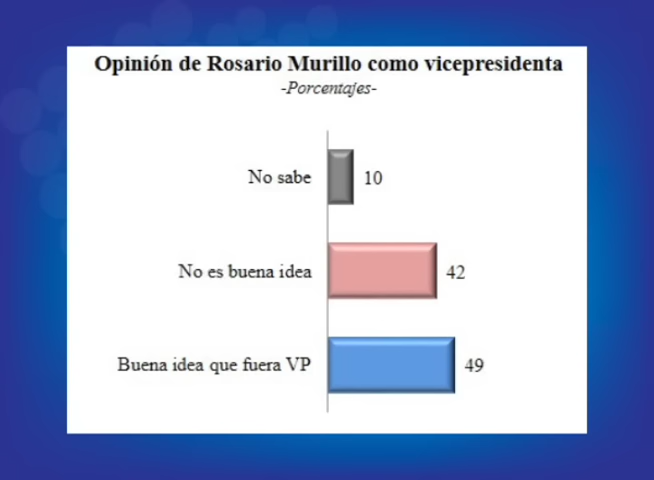 Opinión de Rosario Murillo como vicepresidenta
-Porcentajes-
No sabe 10
No es buena idea 42
Buena idea que fuera VP 49